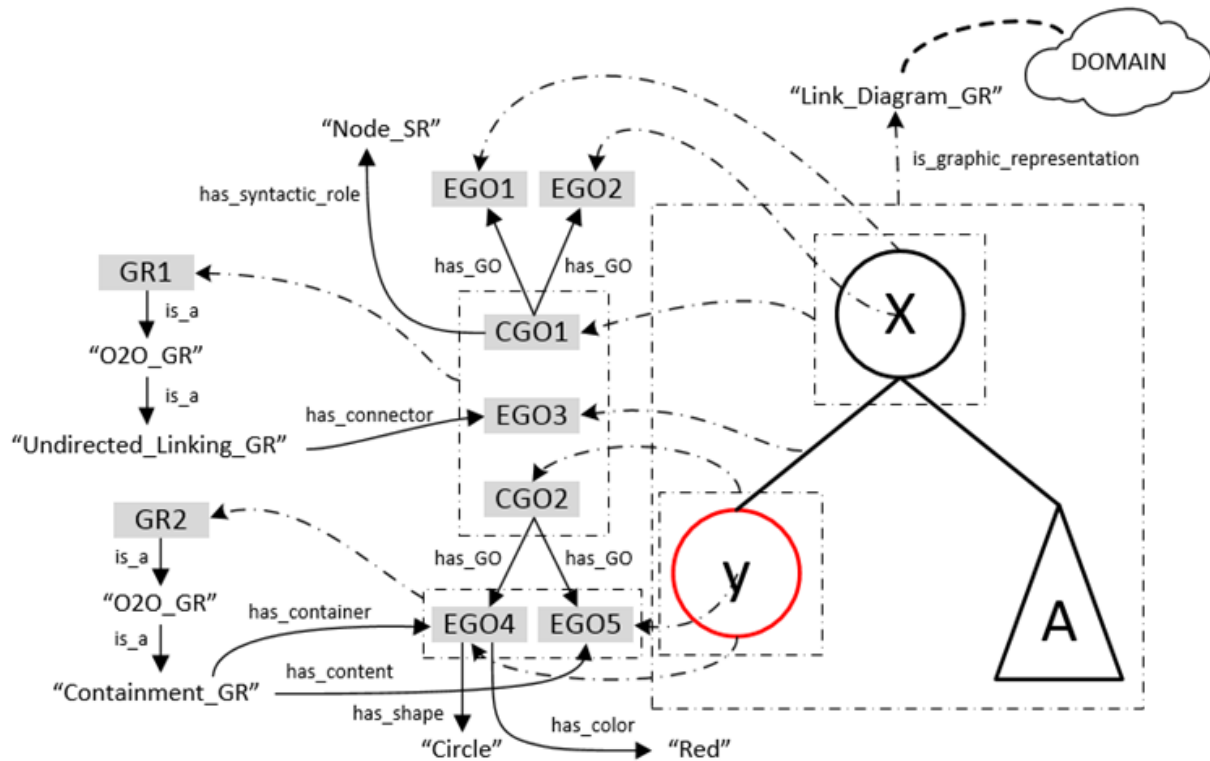 DOMAIN
“Link_Diagram_GR”
“Node_SR”
is_graphic_representation
has_syntactic_role
EGO1
EGO2
has_GO
has_GO
GR1
is_a
“O2O_GR”
is_a
“Undirected_Linking_GR”
has_connector
CGO1
EGO3
CGO2
X
GR2
is_a
“O2O_GR”
is_a
“Containment_GR”
has_GO
has_GO
has_container
has_content
EGO4
EGO5
y
A
has_shape
has_color
“Circle”
“Red”